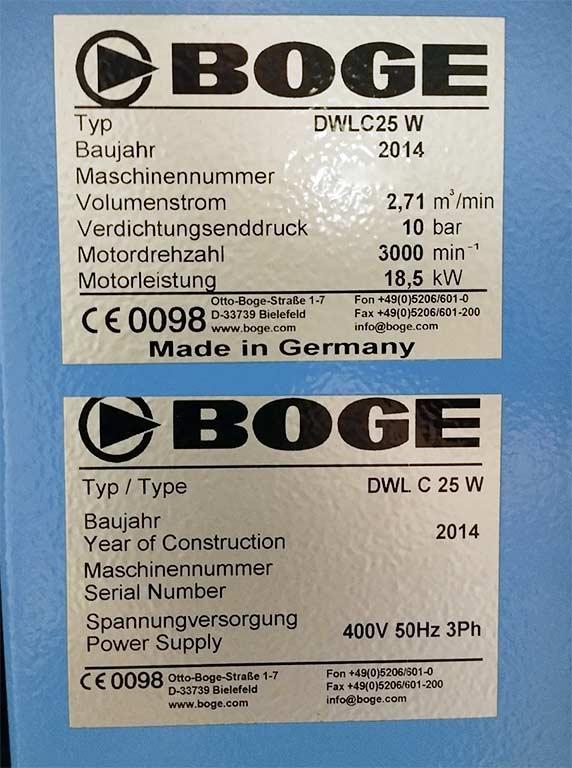 BOGE
Typ DWLC25 W
Baujahr 2014
Maschinennummer
Volumenstrom 2,71 m³/min
Verdichtungsenddruck 10 bar
Motordrehzahl 3000 min⁻¹
Motorleistung 18,5 kW
CE 0098
Otto-Boge-Straße 1-7
D-33739 Bielefeld
www.boge.com
Fon +49(0)5206/601-0
Fax +49(0)5206/601-200
info@boge.com
Made in Germany
BOGE
Typ / Type DWL C 25 W
Baujahr
Year of Construction 2014
Maschinennummer
Serial Number
Spannungversorgung
Power Supply 400V 50Hz 3Ph
CE 0098
Otto-Boge-Straße 1-7
D-33739 Bielefeld
www.boge.com
Fon +49(0)5206/601-0
Fax +49(0)5206/601-200
info@boge.com